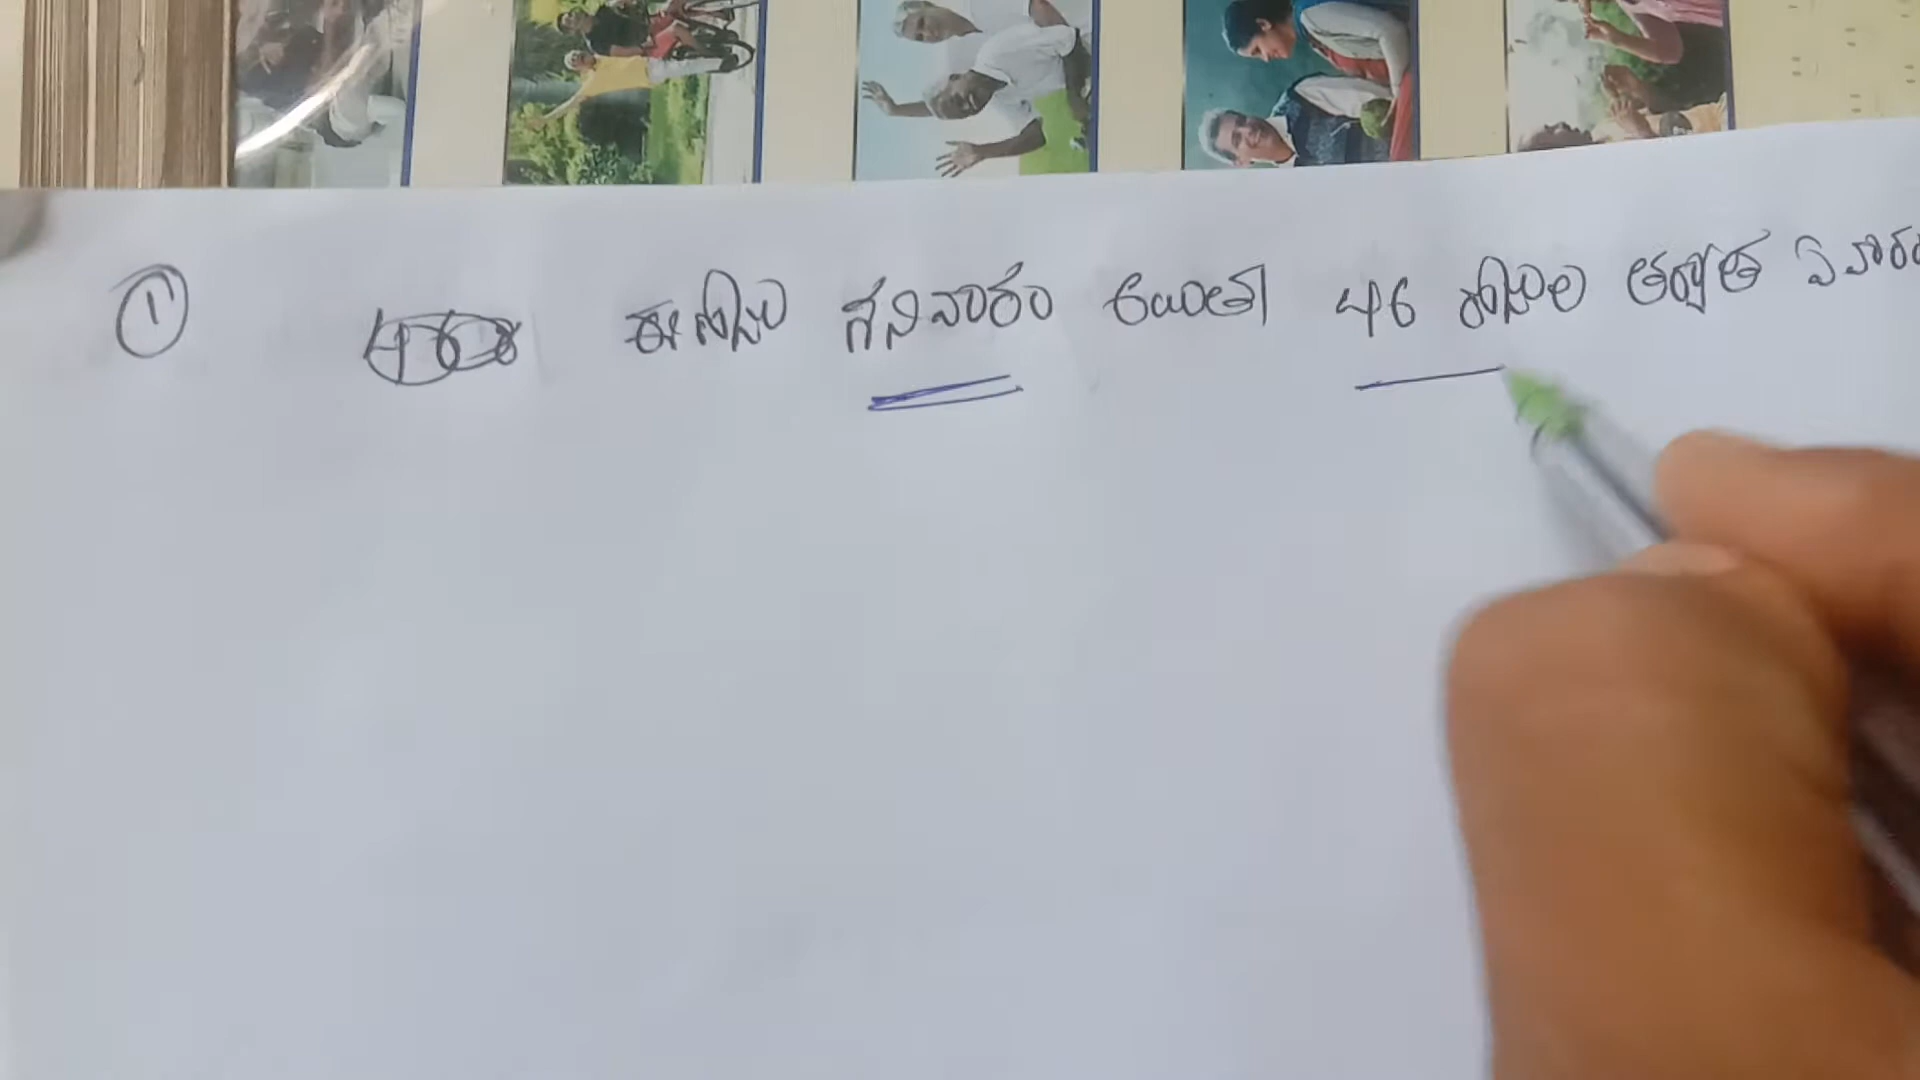 ① ఈ రోజు శనివారం అయితే 46 రోజుల తర్వాత ఏ వారం